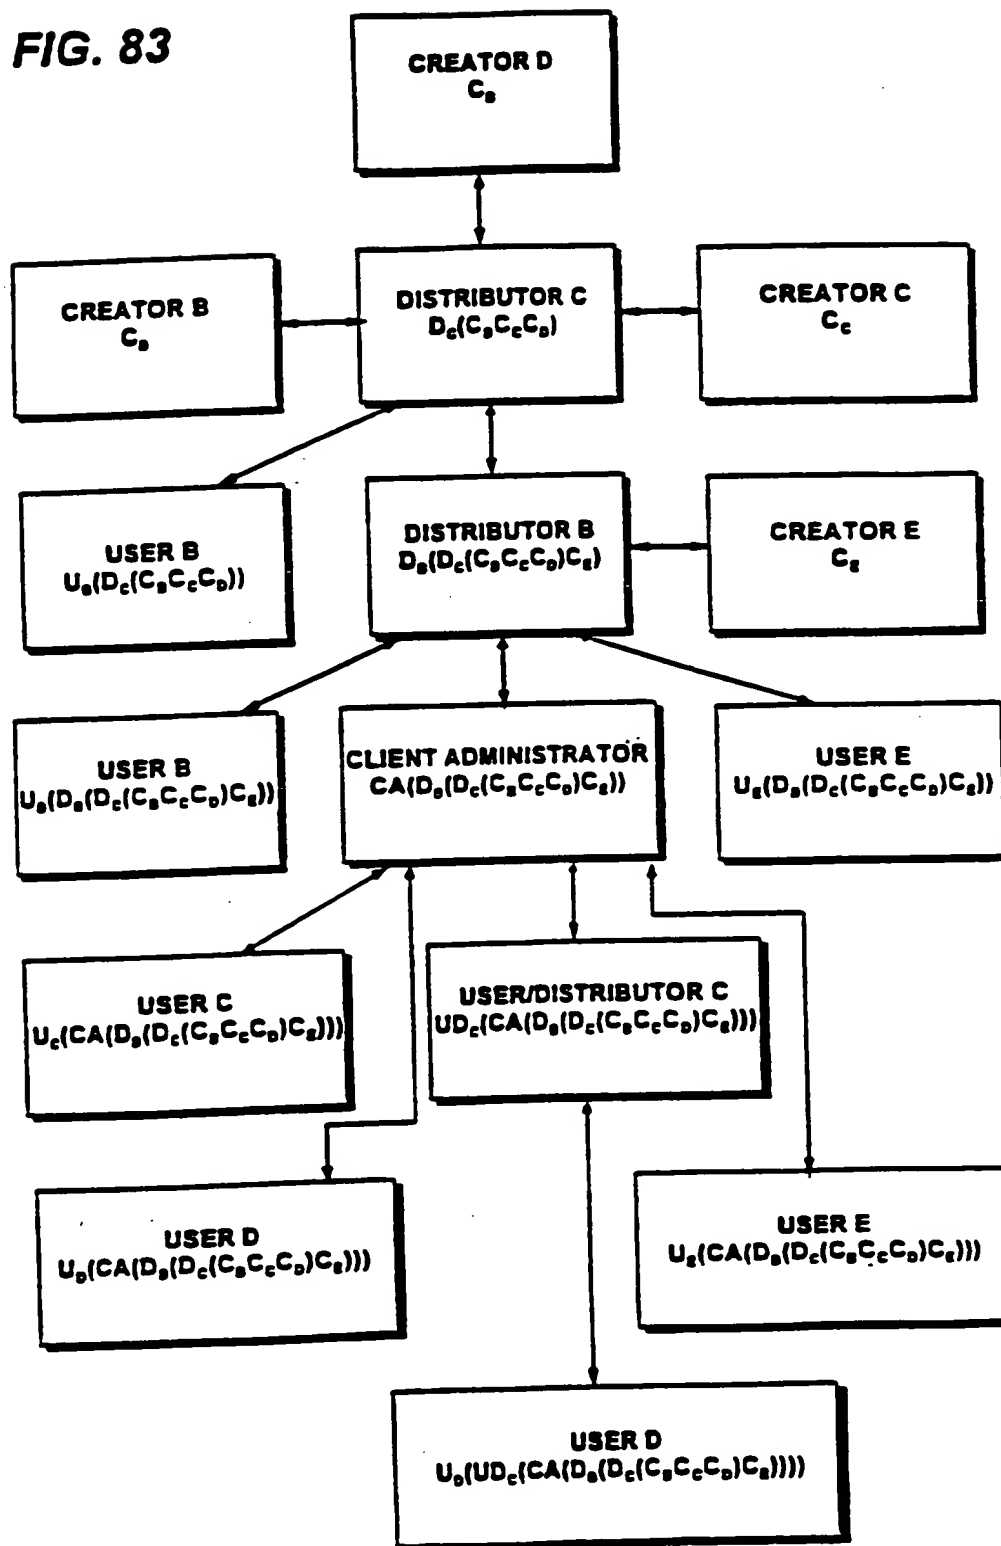 FIG. 83
CREATOR D
C_B
CREATOR B
C_B
DISTRIBUTOR C
D_C(C_BC_CC_D)
CREATOR C
C_C
USER B
U_B(D_C(C_BC_CC_D))
DISTRIBUTOR B
D_B(D_C(C_BC_CC_D)C_E)
CREATOR E
C_E
USER B
U_B(D_B(D_C(C_BC_CC_D)C_E))
CLIENT ADMINISTRATOR
CA(D_B(D_C(C_BC_CC_D)C_E))
USER E
U_E(D_B(D_C(C_BC_CC_D)C_E))
USER C
U_C(CA(D_B(D_C(C_BC_CC_D)C_E)))
USER/DISTRIBUTOR C
UD_C(CA(D_B(D_C(C_BC_CC_D)C_E)))
USER D
U_D(CA(D_B(D_C(C_BC_CC_D)C_E)))
USER E
U_E(CA(D_B(D_C(C_BC_CC_D)C_E)))
USER D
U_D(UD_C(CA(D_B(D_C(C_BC_CC_D)C_E))))